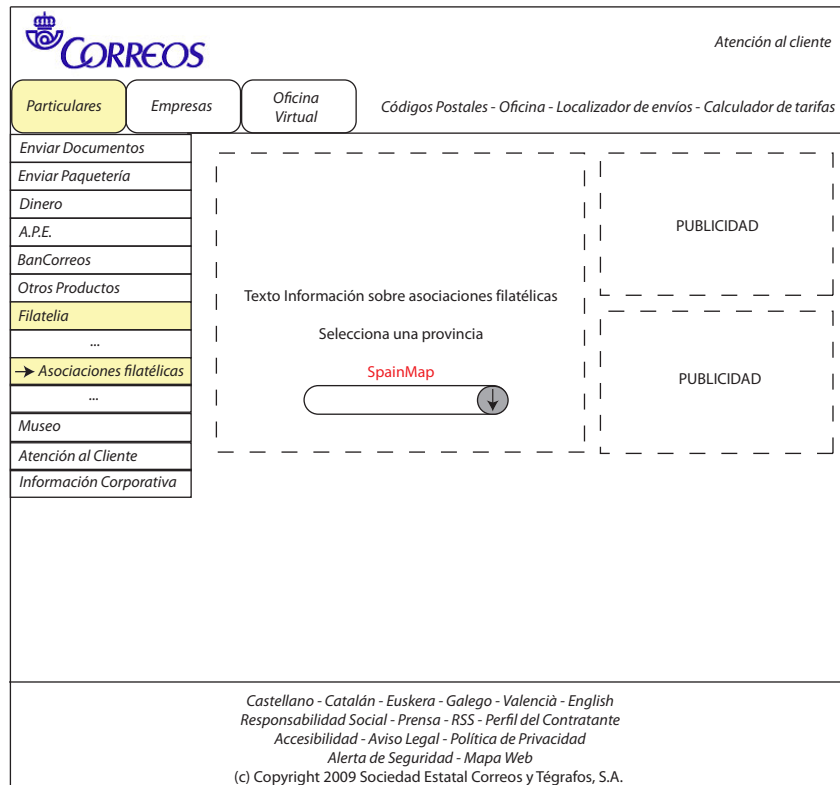 CORREOS
Atención al cliente
Particulares
Empresas
Oficina
Virtual
Códigos Postales - Oficina - Localizador de envíos - Calculador de tarifas
Enviar Documentos
Enviar Paquetería
Dinero
A.P.E.
BanCorreos
Otros Productos
Filatelia
...
Asociaciones filatélicas
...
Museo
Atención al Cliente
Información Corporativa
Texto Información sobre asociaciones filatélicas
Selecciona una provincia
SpainMap
PUBLICIDAD
PUBLICIDAD
Castellano - Catalán - Euskera - Galego - Valencià - English
Responsabilidad Social - Prensa - RSS - Perfil del Contratante
Accesibilidad - Aviso Legal - Política de Privacidad
Alerta de Seguridad - Mapa Web
(c) Copyright 2009 Sociedad Estatal Correos y Tégrafos, S.A.